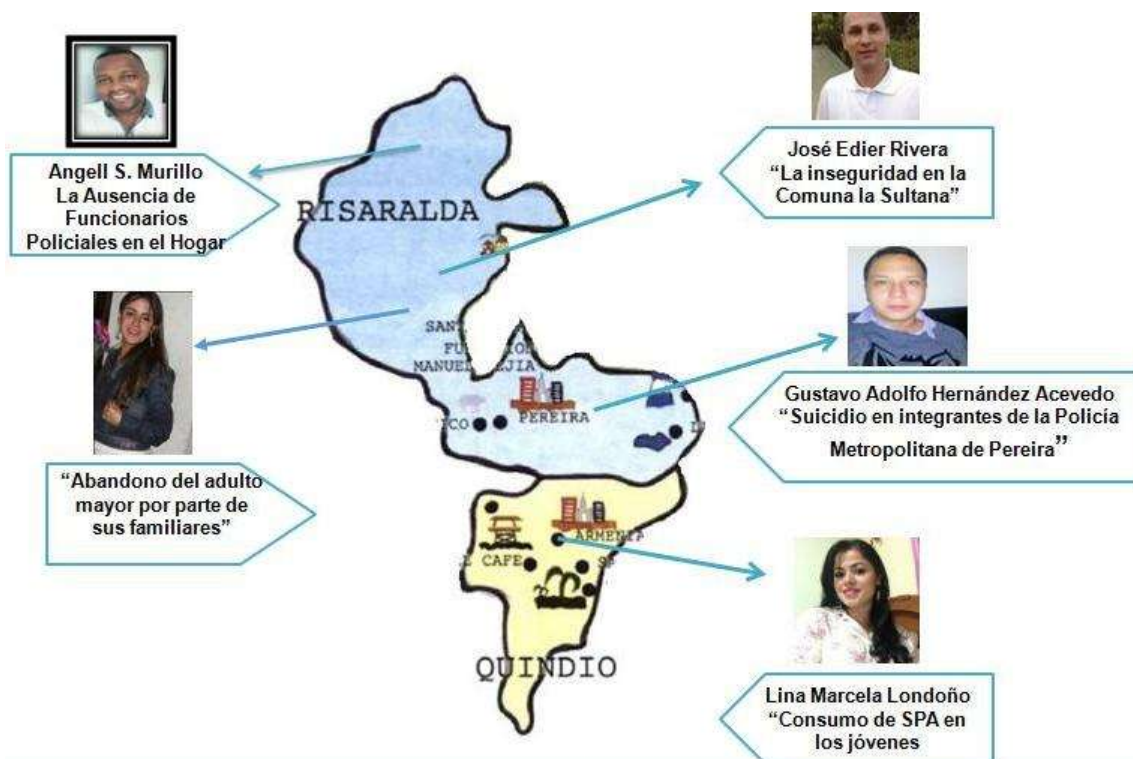 Angell S. Murillo
La Ausencia de
Funcionarios
Policiales en el Hogar
José Edier Rivera
“La inseguridad en la
Comuna la Sultana”
RISARALDA
“Abandono del adulto
mayor por parte de
sus familiares”
MANUEL
PEREIRA
Gustavo Adolfo Hernández Acevedo
“Suicidio en integrantes de la Policía
Metropolitana de Pereira”
ARMENIA
CAFE
QUINDIO
Lina Marcela Londoño
“Consumo de SPA en
los jóvenes